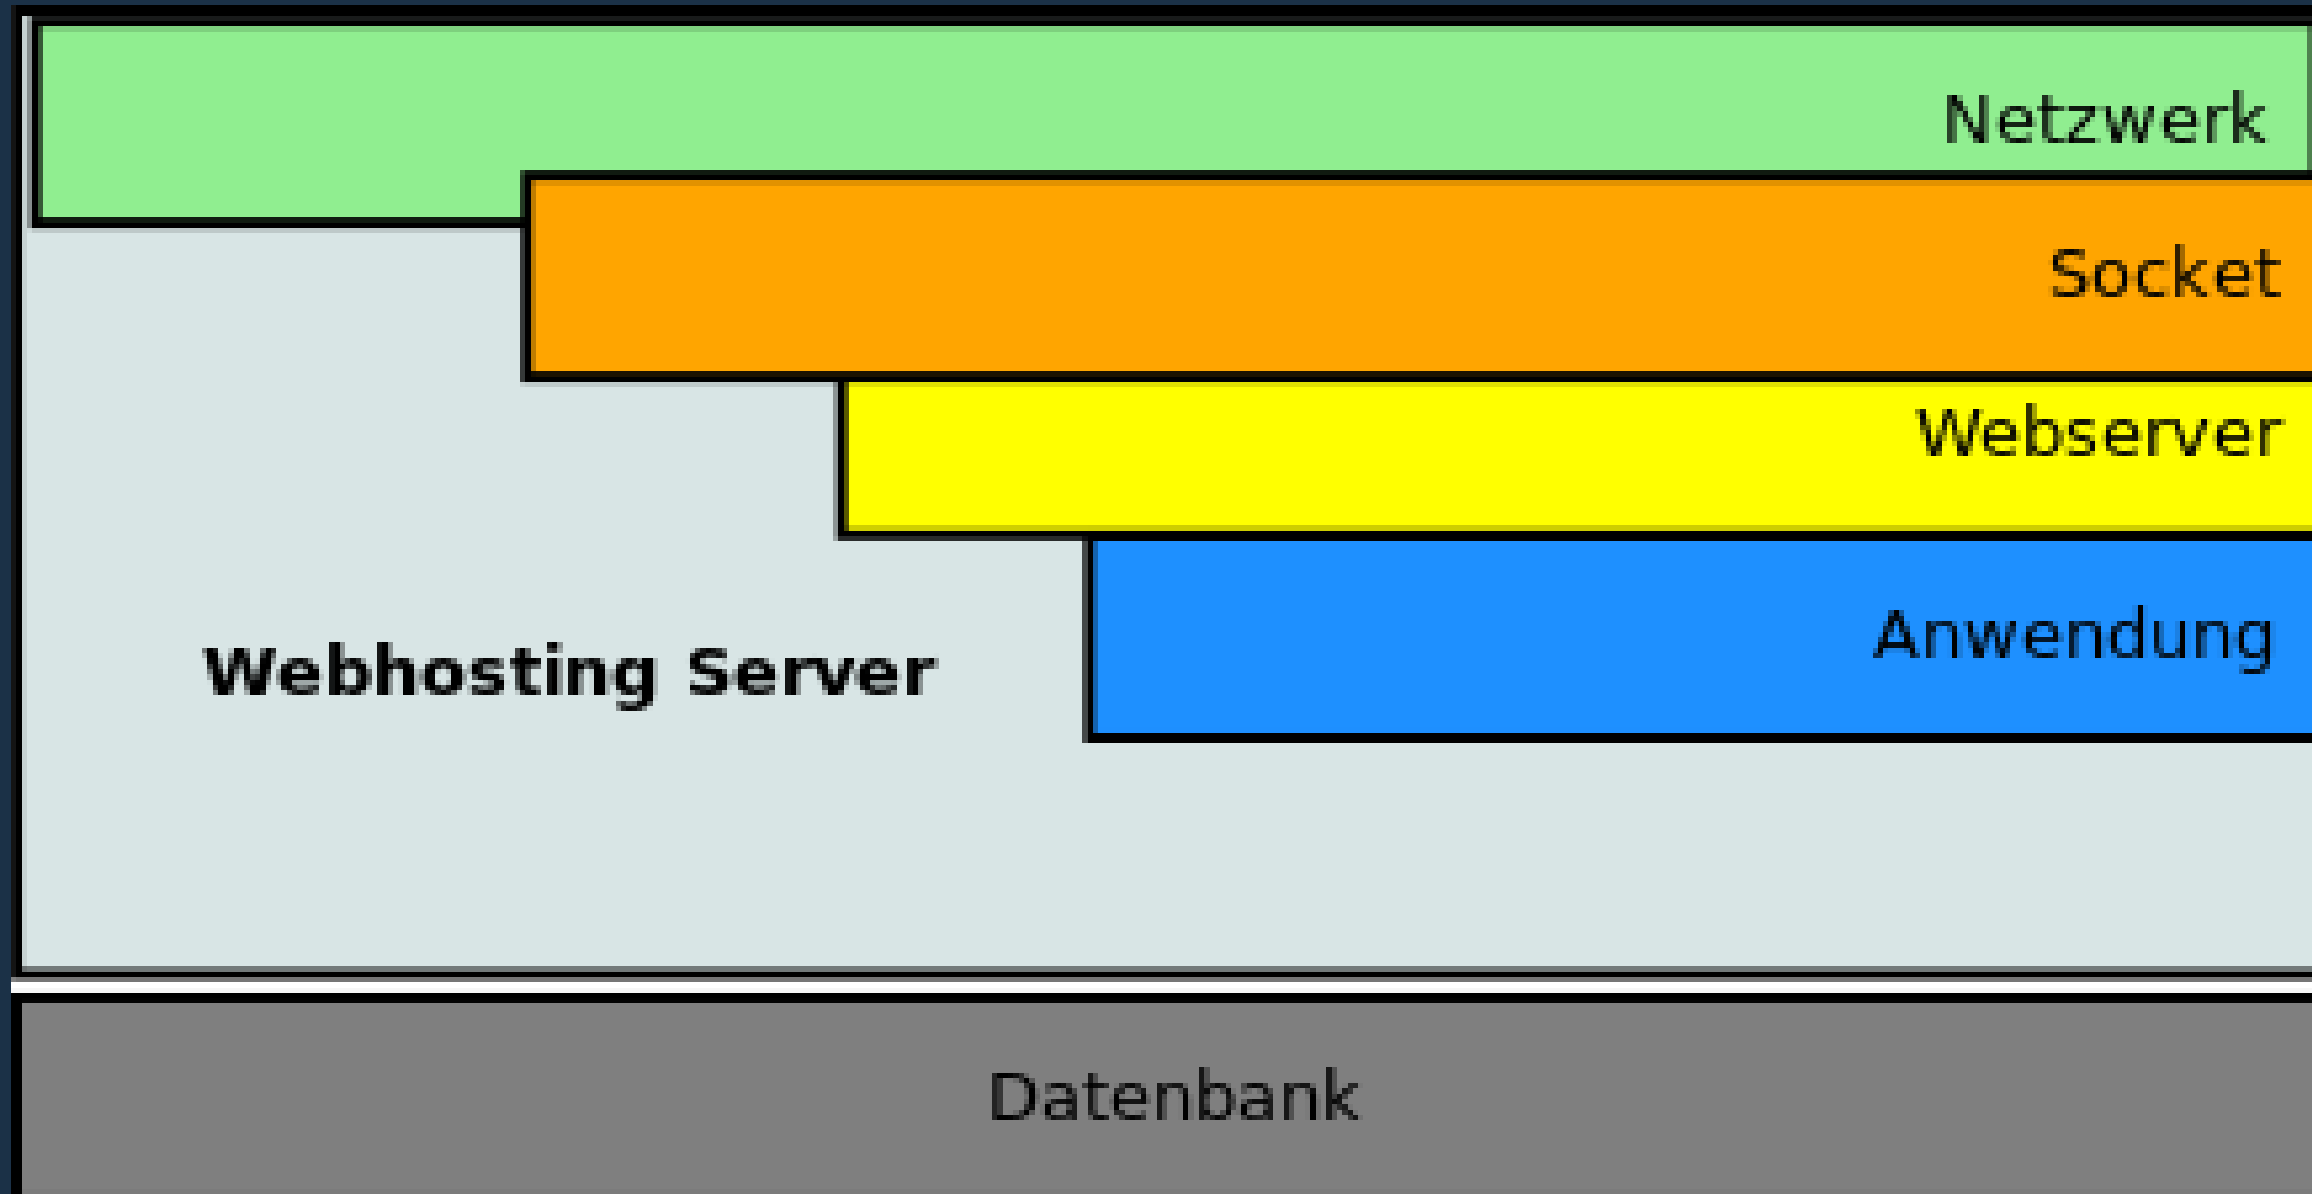 Netzwerk
Socket
Webserver
Anwendung
Webhosting Server
Datenbank